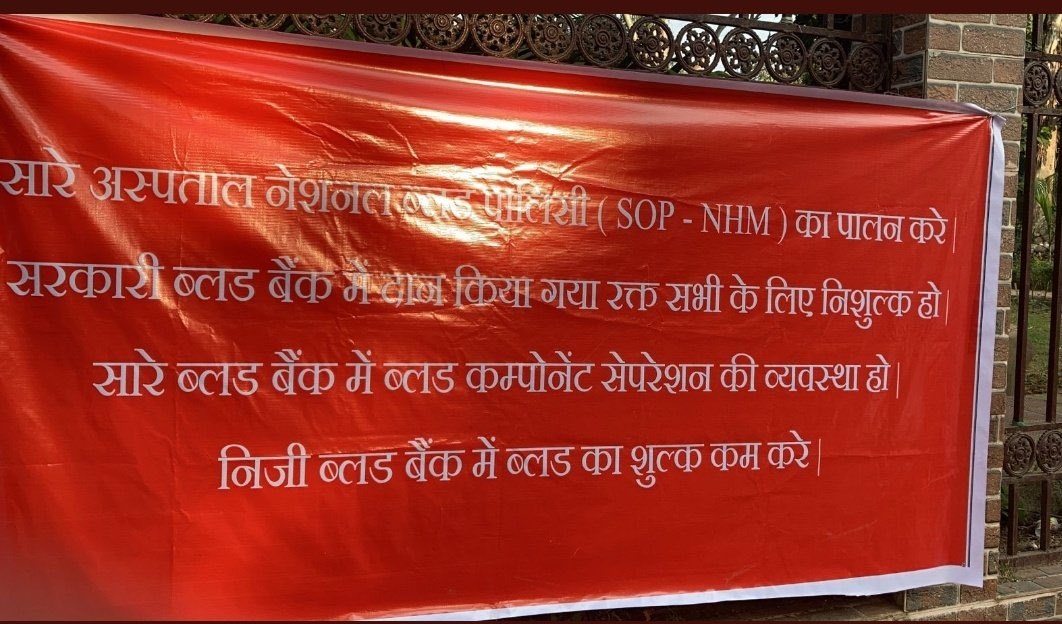 सारे अस्पताल नेशनल ब्लड पॉलिसी ( SOP - NHM ) का पालन करे |
सरकारी ब्लड बैंक में दान किया गया रक्त सभी के लिए निशुल्क हो |
सारे ब्लड बैंक में ब्लड कम्पोनेंट सेपरेशन की व्यवस्था हो |
निजी ब्लड बैंक में ब्लड का शुल्क कम करे |